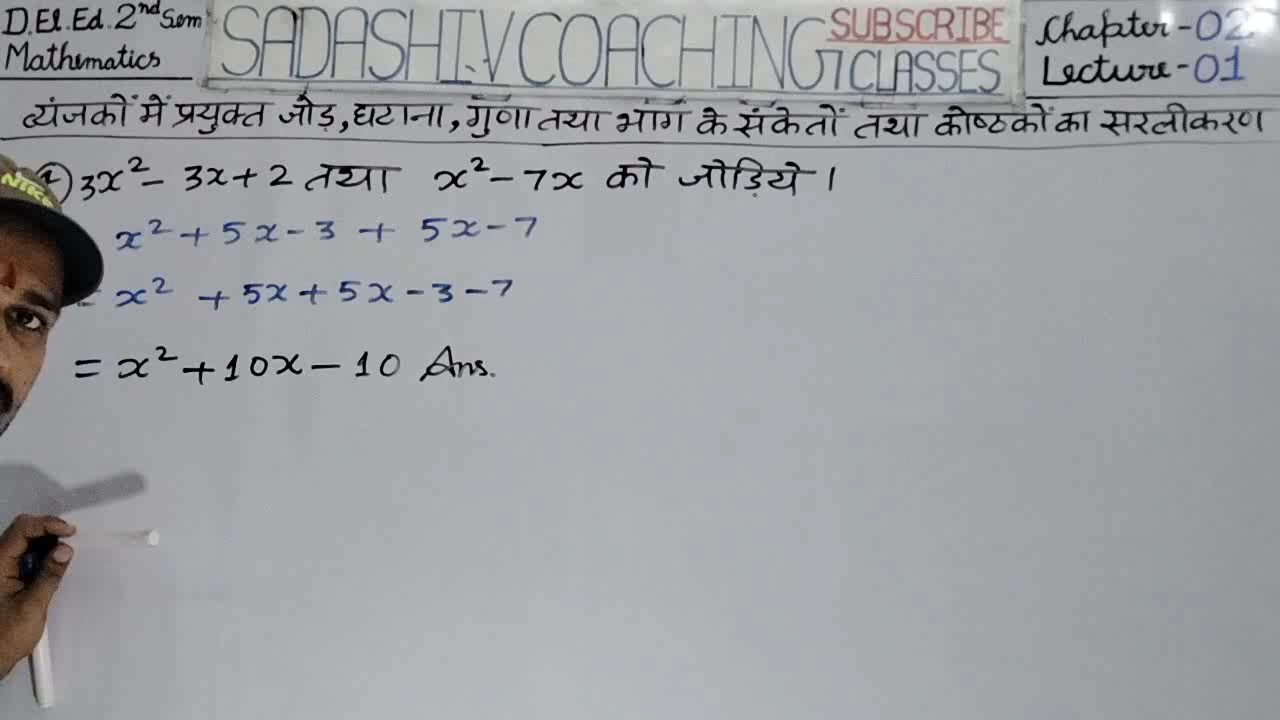 D.El.Ed. 2nd Sem
Mathematics
SADASHIV COACHING CLASSES
SUBSCRIBE
Chapter-02
Lecture-01
व्यंजकों में प्रयुक्त जोड़, घटाना, गुणा तथा भाग के संकेतों तथा कोष्ठकों का सरलीकरण
3x² - 3x + 2 तथा x² - 7x को जोड़िये ।
x² + 5x - 3 + 5x - 7
= x² + 5x + 5x - 3 - 7
= x² + 10x - 10 Ans.